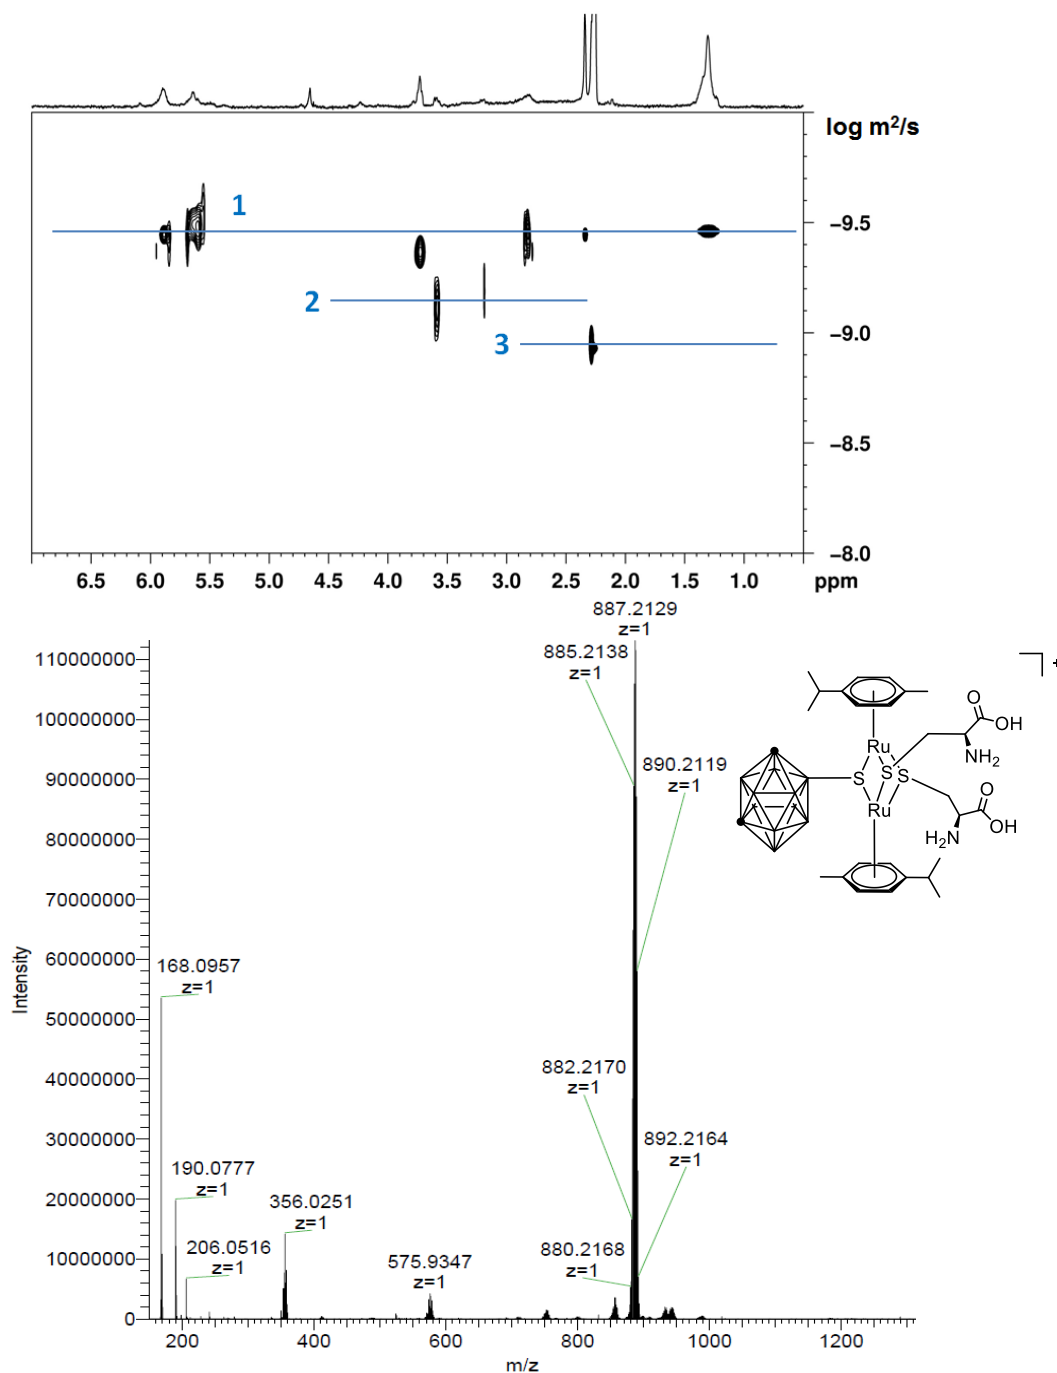 log m²/s
1
2
3
−9.5
−9.0
−8.5
−8.0
6.5 6.0 5.5 5.0 4.5 4.0 3.5 3.0 2.5 2.0 1.5 1.0 ppm
887.2129
z=1
885.2138
z=1
890.2119
z=1
882.2170
z=1
892.2164
z=1
880.2168
z=1
168.0957
z=1
190.0777
z=1
206.0516
z=1
356.0251
z=1
575.9347
z=1
110000000
100000000
90000000
80000000
70000000
60000000
50000000
40000000
30000000
20000000
10000000
0
Intensity
200 400 600 800 1000 1200
m/z
+
O
OH
NH₂
Ru
S S S
Ru
O
OH
H₂N